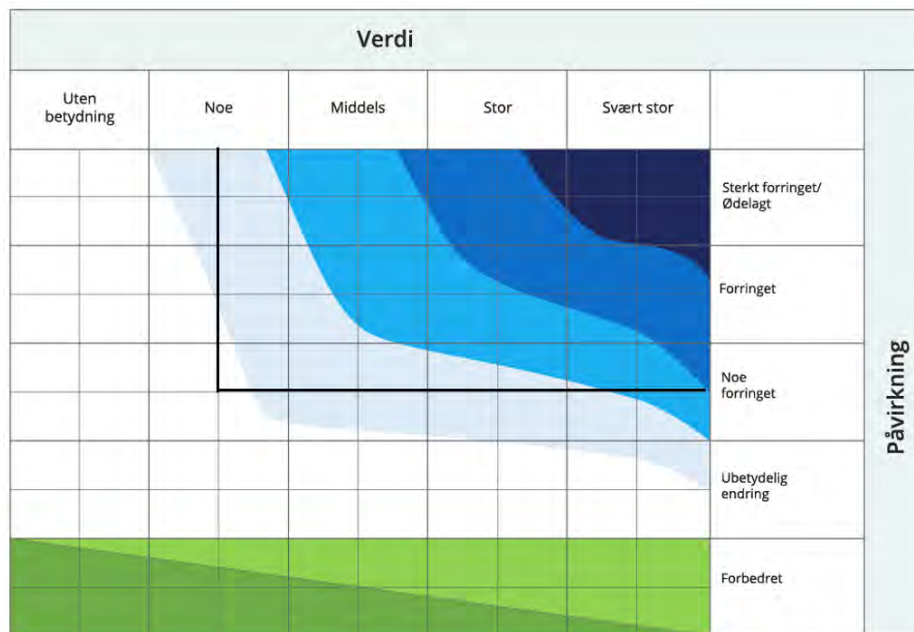 Verdi
Uten
betydning
Noe
Middels
Stor
Svært stor
Sterkt forringet/
Ødelagt
Forringet
Noe
forringet
Ubetydelig
endring
Forbedret
Påvirkning